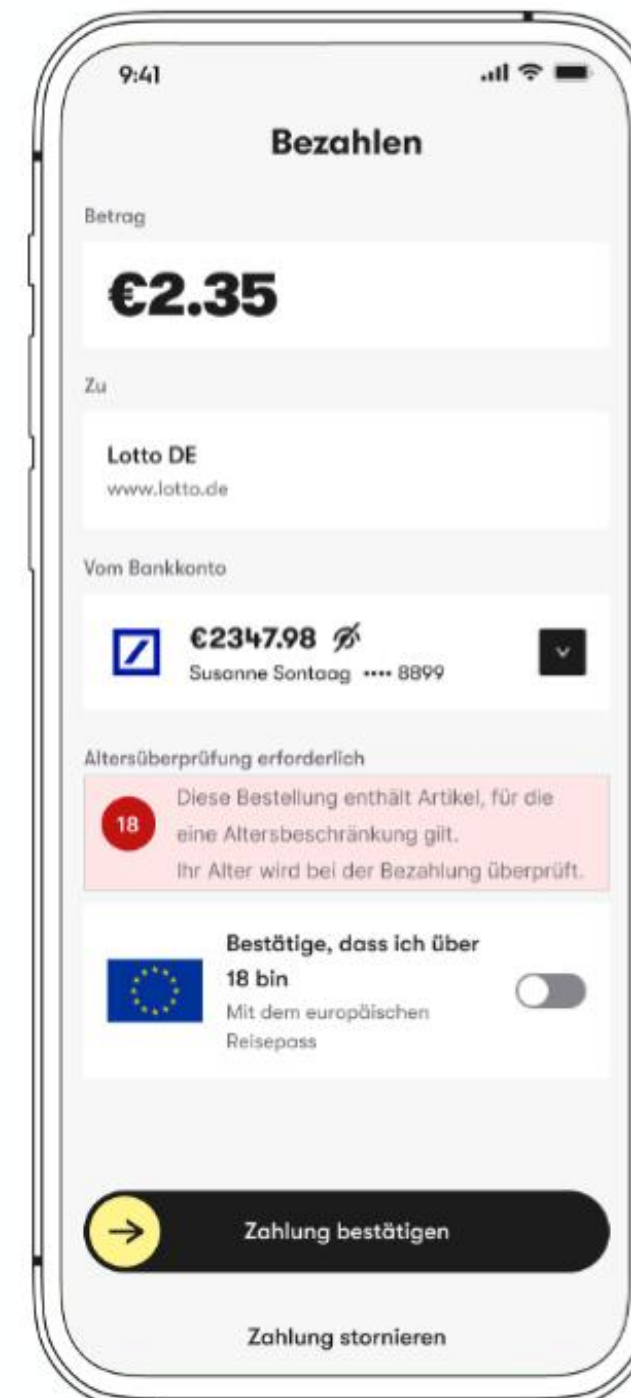 9:41
Bezahlen
Betrag
€2.35
Zu
Lotto DE
www.lotto.de
Vom Bankkonto
€2347.98
Susanne Sontaag •••• 8899
Altersüberprüfung erforderlich
18
Diese Bestellung enthält Artikel, für die
eine Altersbeschränkung gilt.
Ihr Alter wird bei der Bezahlung überprüft.
Bestätige, dass ich über
18 bin
Mit dem europäischen
Reisepass
Zahlung bestätigen
Zahlung stornieren